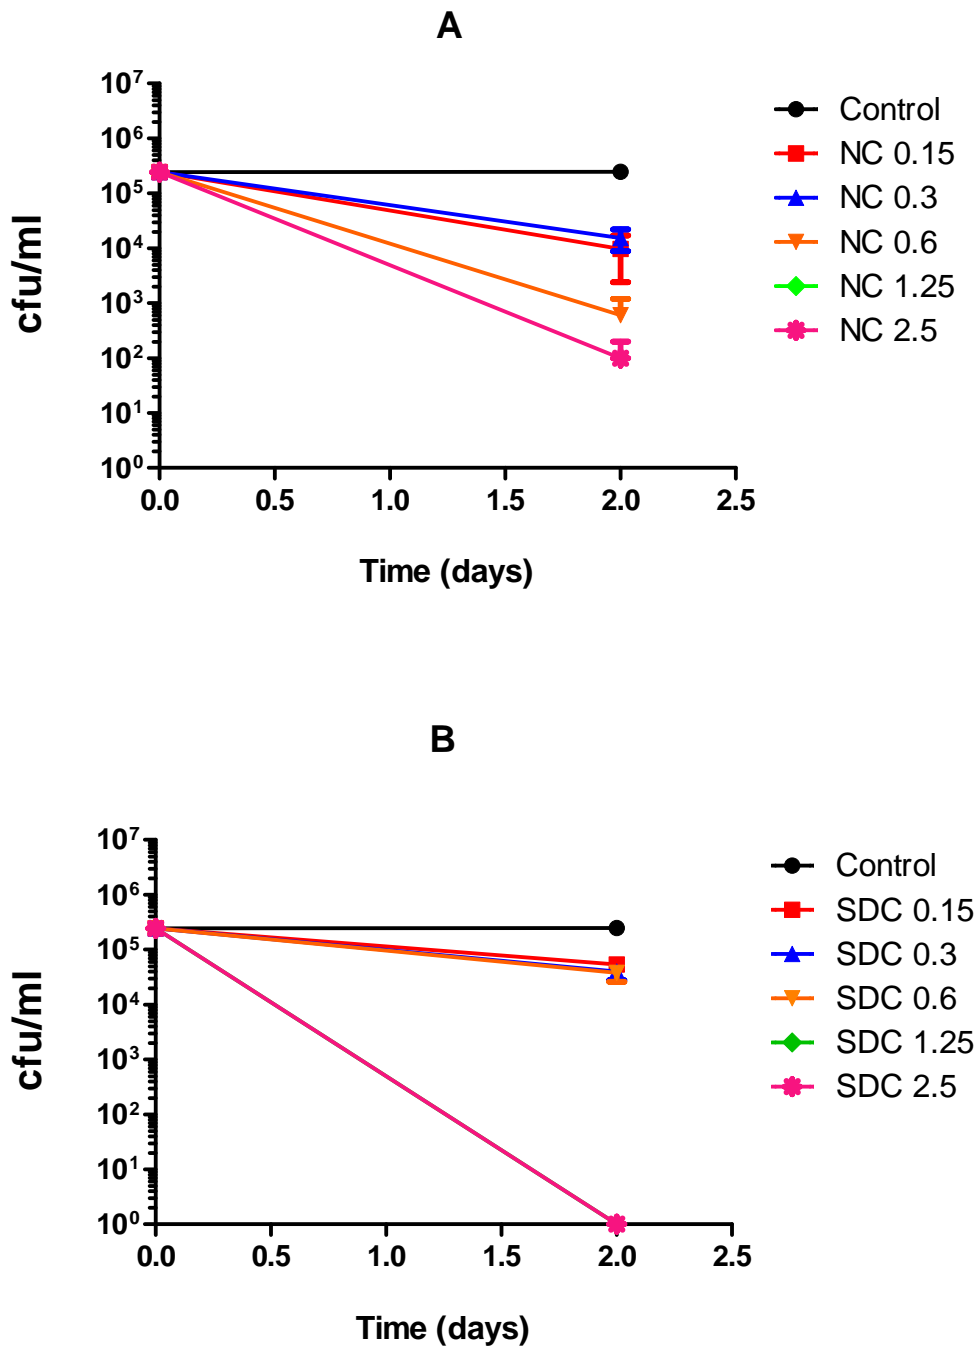 A
10⁷
10⁶
10⁵
10⁴
10³
10²
10¹
10⁰
cfu/ml
0.0 0.5 1.0 1.5 2.0 2.5
Time (days)
Control
NC 0.15
NC 0.3
NC 0.6
NC 1.25
NC 2.5
B
10⁷
10⁶
10⁵
10⁴
10³
10²
10¹
10⁰
cfu/ml
0.0 0.5 1.0 1.5 2.0 2.5
Time (days)
Control
SDC 0.15
SDC 0.3
SDC 0.6
SDC 1.25
SDC 2.5